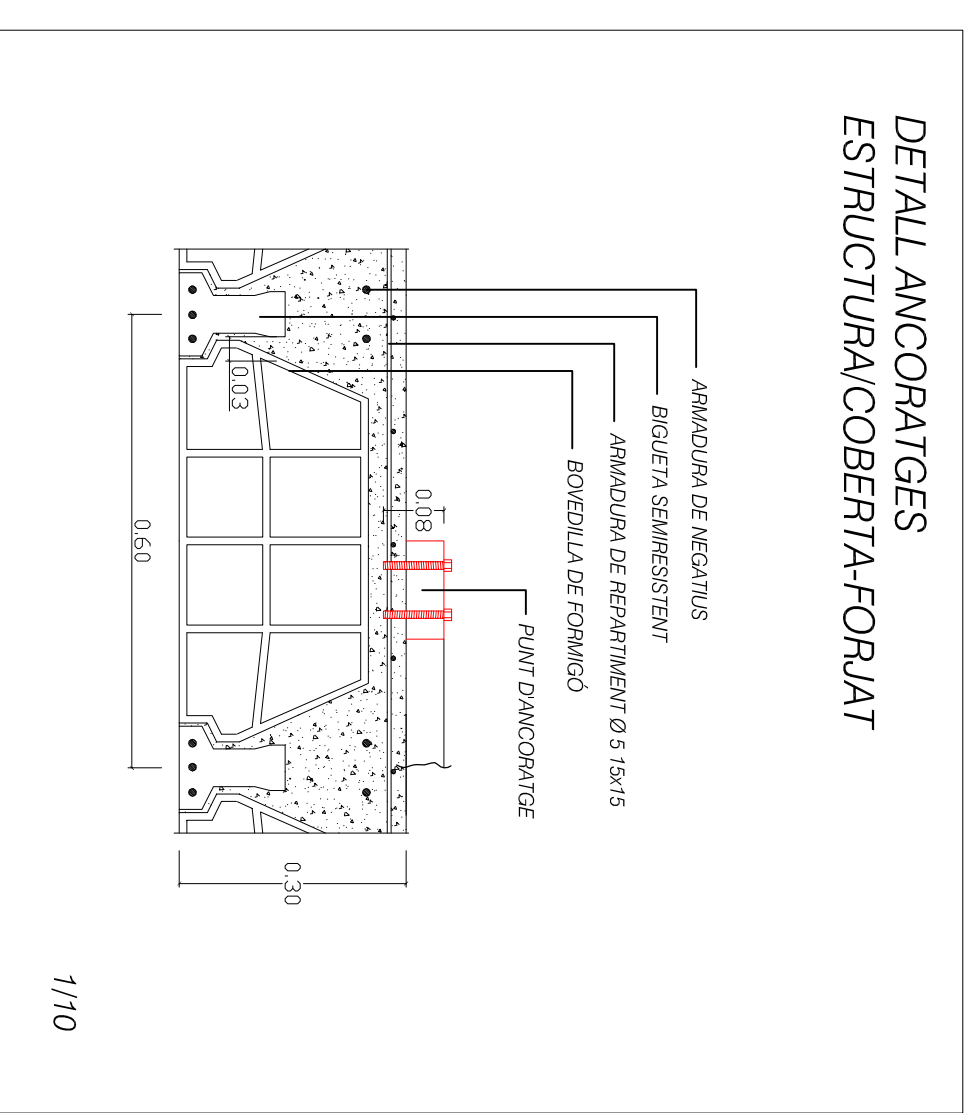 DETALL ANCORATGES
ESTRUCTURA/COBERTA-FORJAT
ARMADURA DE NEGATIUS
BIGUETA SEMIRESISTENT
ARMADURA DE REPARTIMENT Ø 5 15x15
BOVEDILLA DE FORMIGÓ
PUNT D'ANCORATGE
0,08
0,03
0,60
0,30
1/10